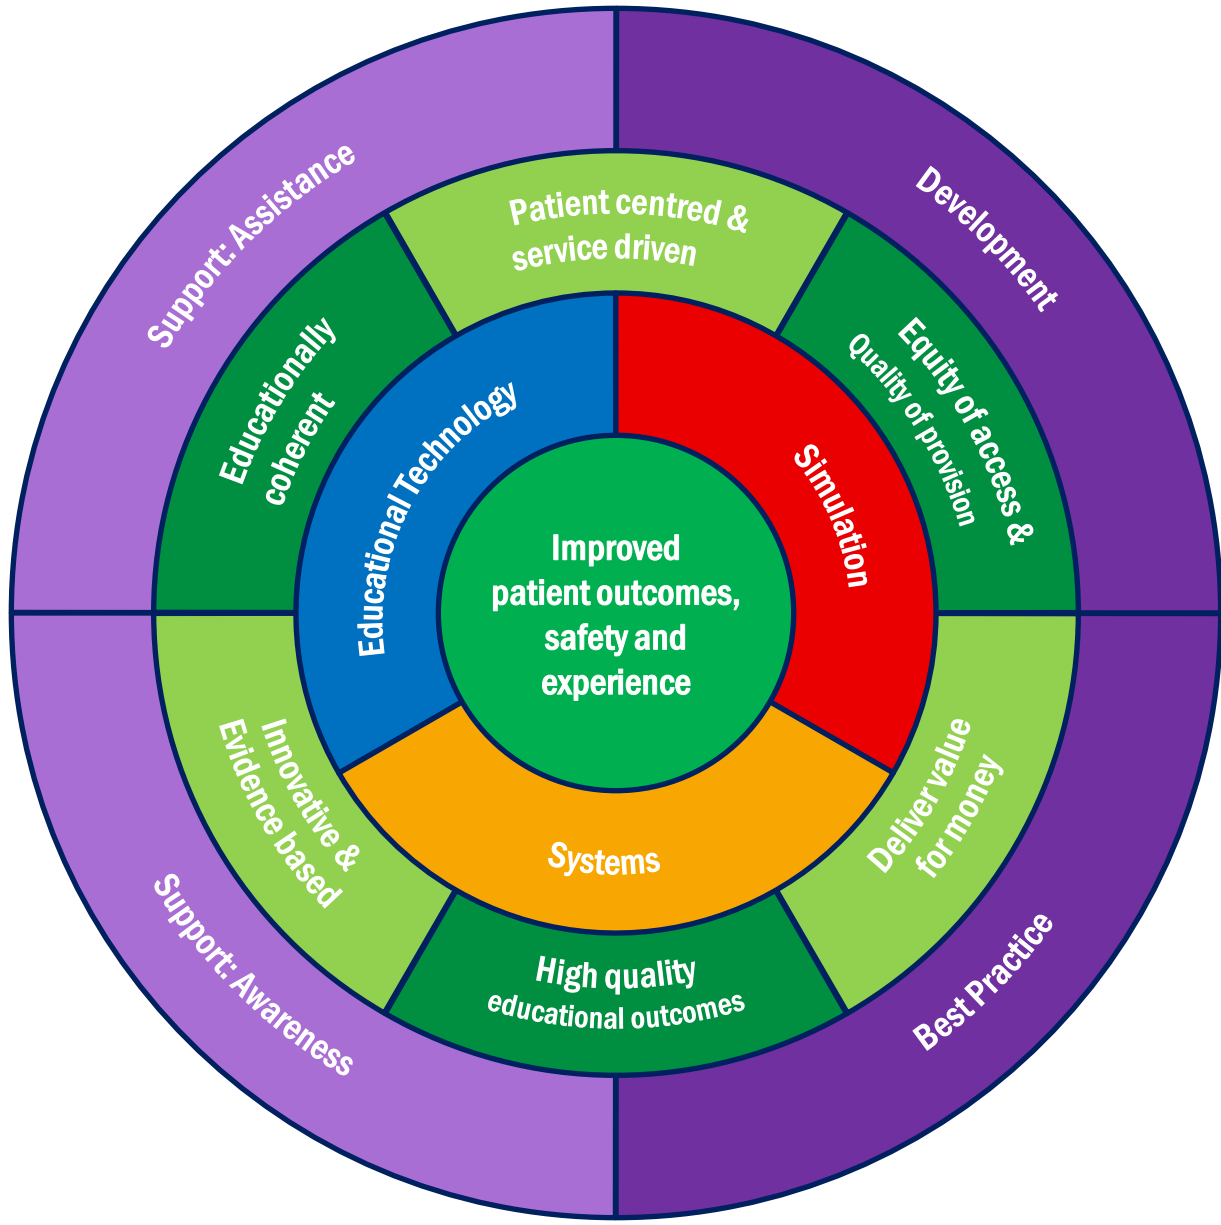 Support: Assistance
Development
Patient centred &
service driven
Educationally
coherent
Equity of access &
Quality of provision
Educational Technology
Simulation
Improved
patient outcomes,
safety and
experience
Systems
Innovative &
Evidence based
Deliver value
for money
High quality
educational outcomes
Support: Awareness
Best Practice